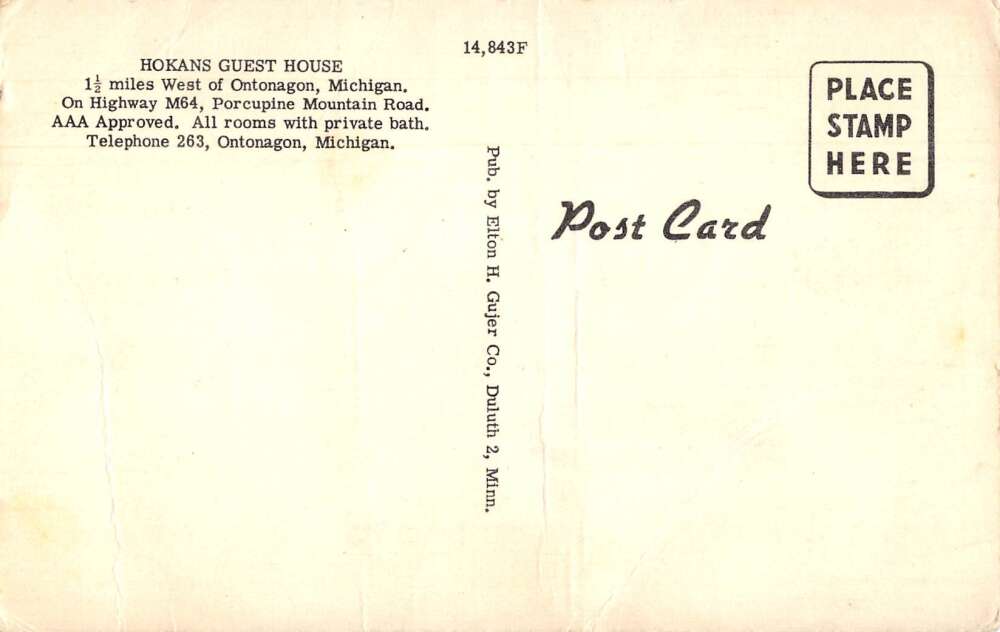 14,843F
HOKANS GUEST HOUSE
1½ miles West of Ontonagon, Michigan.
On Highway M64, Porcupine Mountain Road.
AAA Approved. All rooms with private bath.
Telephone 263, Ontonagon, Michigan.
Pub. by Elton H. Gujer Co., Duluth 2, Minn.
PLACE
STAMP
HERE
Post Card